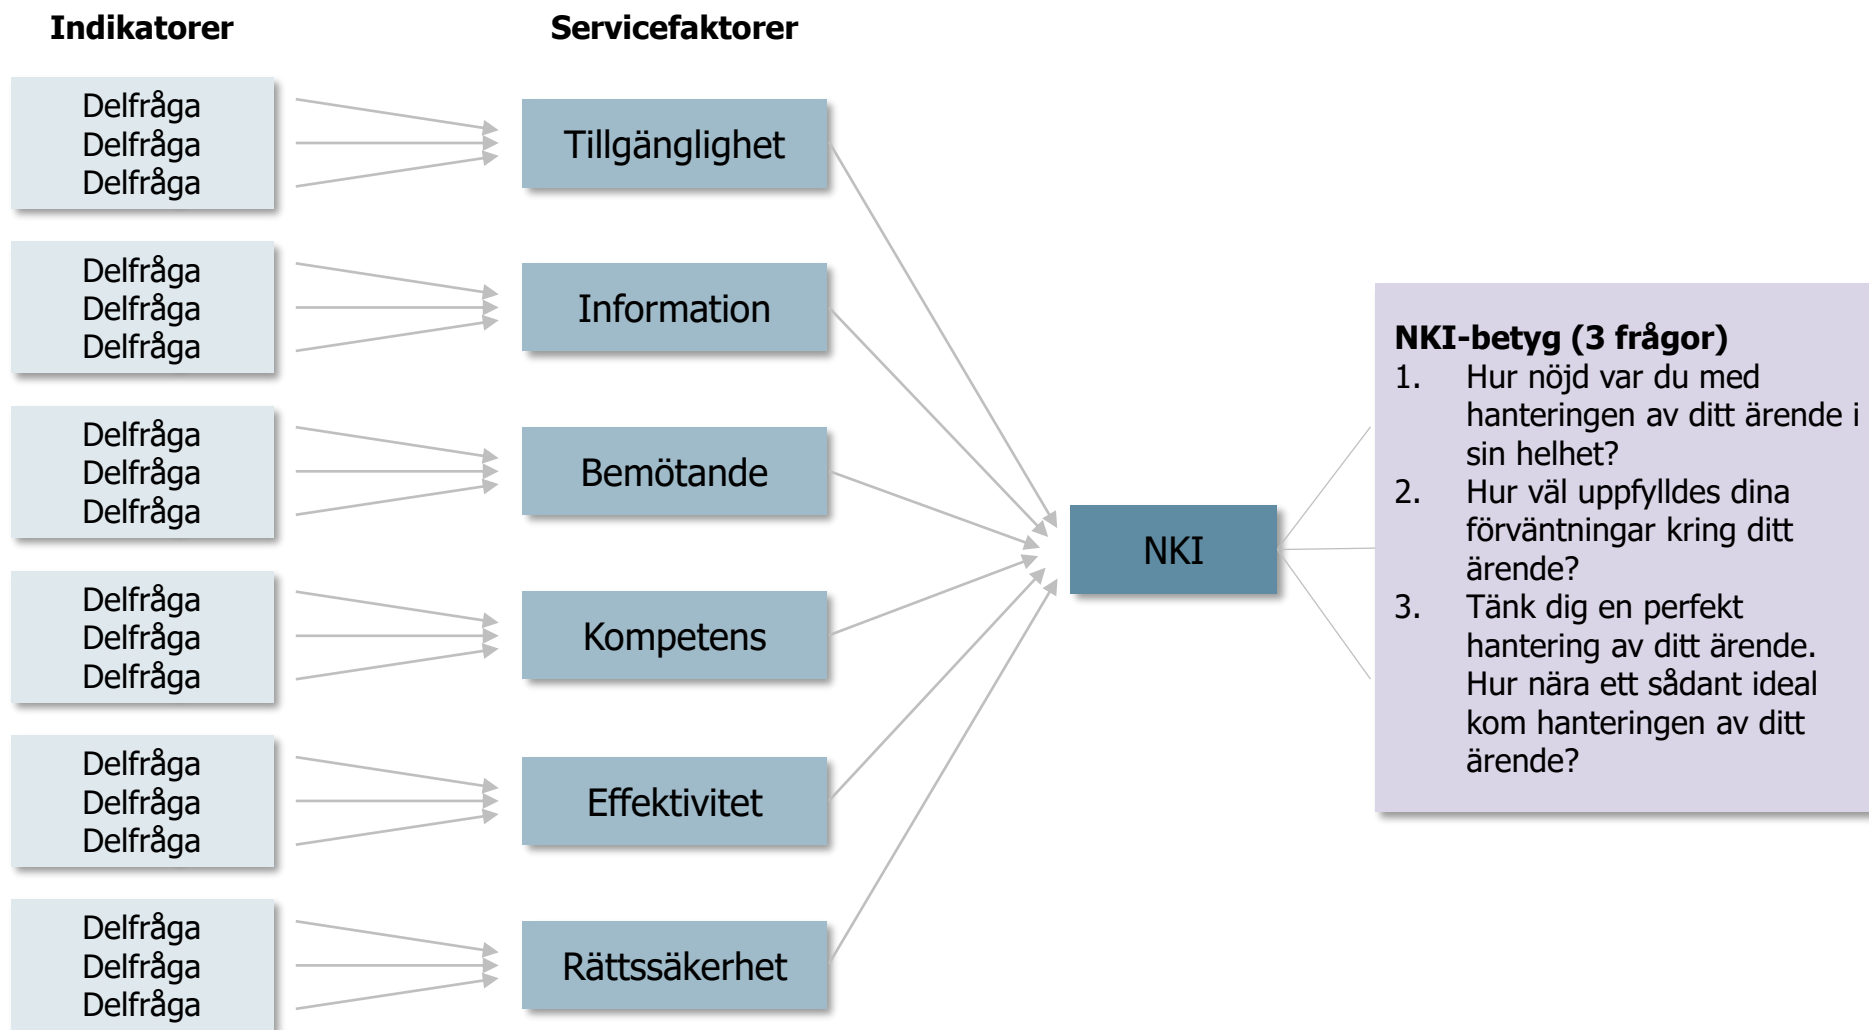 Indikatorer
Servicefaktorer
Delfråga
Delfråga
Delfråga
Tillgänglighet
Delfråga
Delfråga
Delfråga
Information
Delfråga
Delfråga
Delfråga
Bemötande
Delfråga
Delfråga
Delfråga
Kompetens
Delfråga
Delfråga
Delfråga
Effektivitet
Delfråga
Delfråga
Delfråga
Rättssäkerhet
NKI
NKI-betyg (3 frågor)
1. Hur nöjd var du med
hanteringen av ditt ärende i
sin helhet?
2. Hur väl uppfylldes dina
förväntningar kring ditt
ärende?
3. Tänk dig en perfekt
hantering av ditt ärende.
Hur nära ett sådant ideal
kom hanteringen av ditt
ärende?